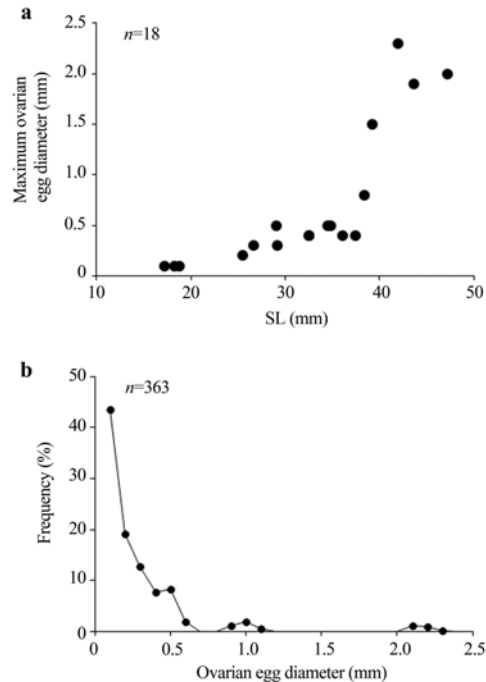 a
n=18
Maximum ovarian
egg diameter (mm)
2.5
2.0
1.5
1.0
0.5
0
10
20
30
40
50
SL (mm)
b
n=363
Frequency (%)
50
40
30
20
10
0
0
0.5
1.0
1.5
2.0
2.5
Ovarian egg diameter (mm)